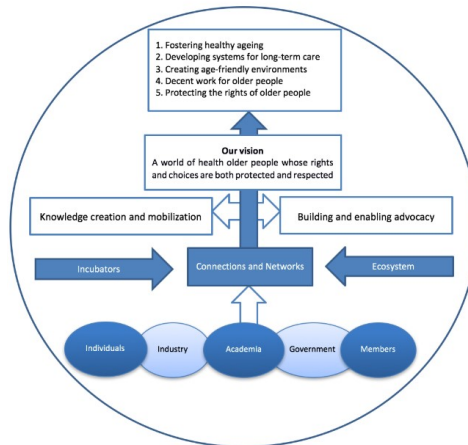 1. Fostering healthy ageing
2. Developing systems for long-term care
3. Creating age-friendly environments
4. Decent work for older people
5. Protecting the rights of older people
Our vision
A world of health older people whose rights
and choices are both protected and respected
Knowledge creation and mobilization
Building and enabling advocacy
Incubators
Connections and Networks
Ecosystem
Individuals
Industry
Academia
Government
Members